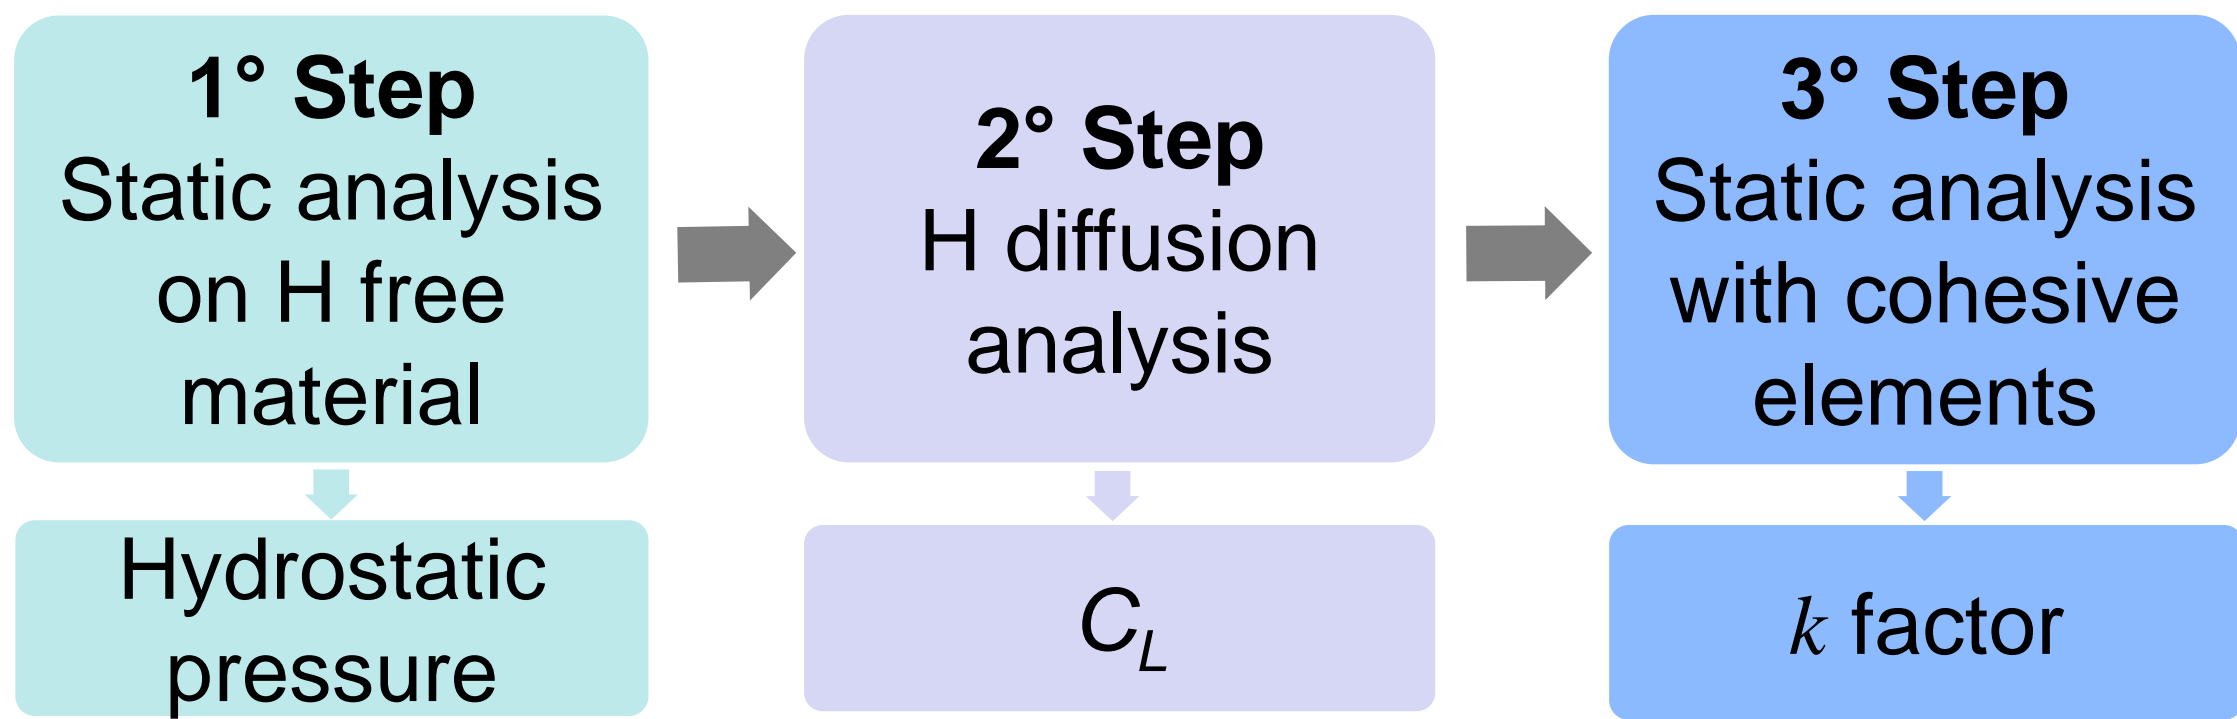 1° Step
Static analysis
on H free
material
Hydrostatic
pressure
2° Step
H diffusion
analysis
C_L
3° Step
Static analysis
with cohesive
elements
k factor